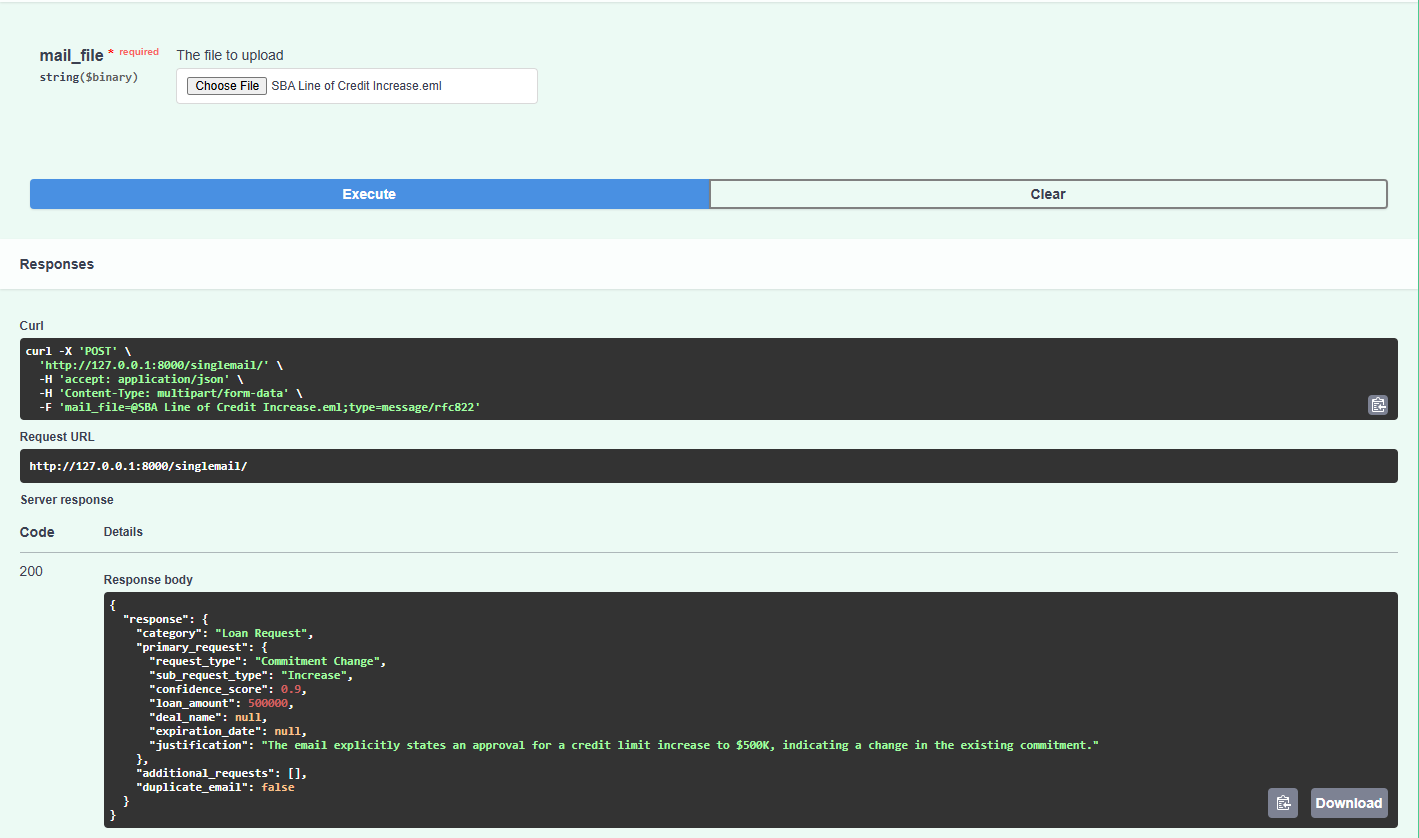 mail_file * required
string($binary)
The file to upload
Choose File SBA Line of Credit Increase.eml
Execute
Clear
Responses
Curl
curl -X 'POST' \
  'http://127.0.0.1:8000/singlemail/' \
  -H 'accept: application/json' \
  -H 'Content-Type: multipart/form-data' \
  -F 'mail_file=@SBA Line of Credit Increase.eml;type=message/rfc822'
Request URL
http://127.0.0.1:8000/singlemail/
Server response
Code Details
200
Response body
{
  "response": {
    "category": "Loan Request",
    "primary_request": {
      "request_type": "Commitment Change",
      "sub_request_type": "Increase",
      "confidence_score": 0.9,
      "loan_amount": 500000,
      "deal_name": null,
      "expiration_date": null,
      "justification": "The email explicitly states an approval for a credit limit increase to $500K, indicating a change in the existing commitment."
    },
    "additional_requests": [],
    "duplicate_email": false
  }
}
Download